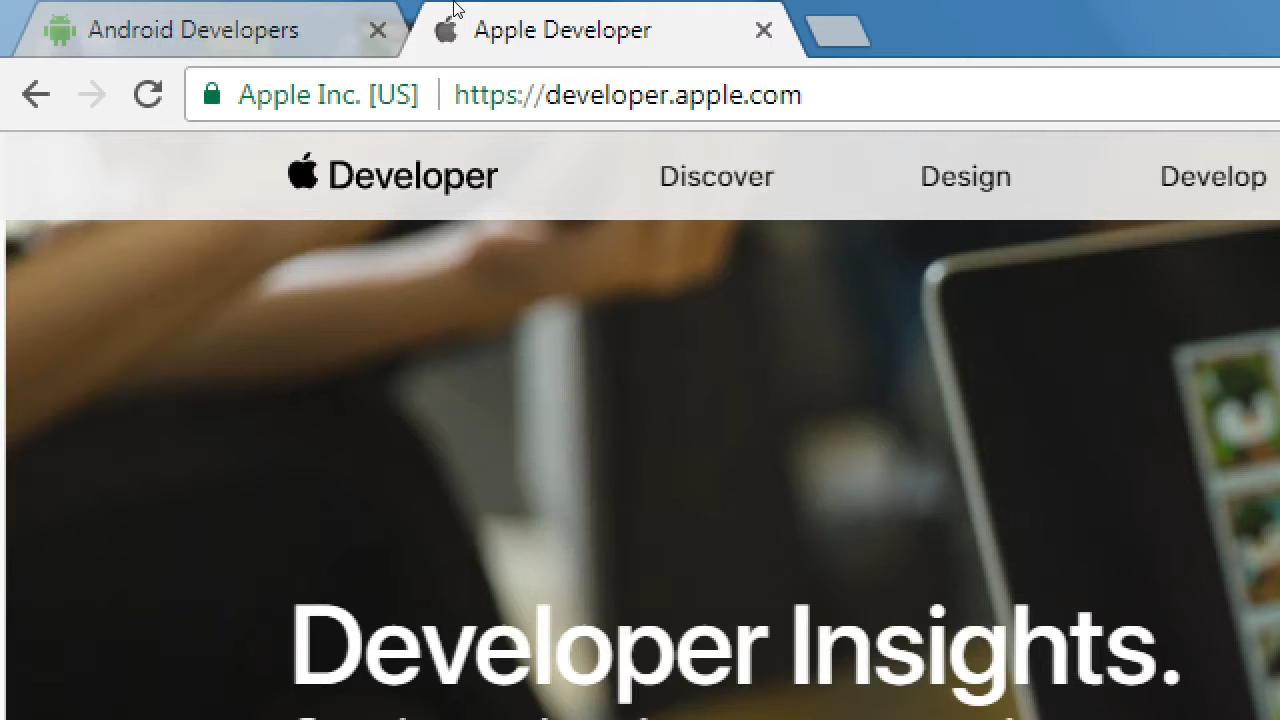 Android Developers
Apple Developer
Apple Inc. [US] https://developer.apple.com
Developer
Discover
Design
Develop
Developer Insights.